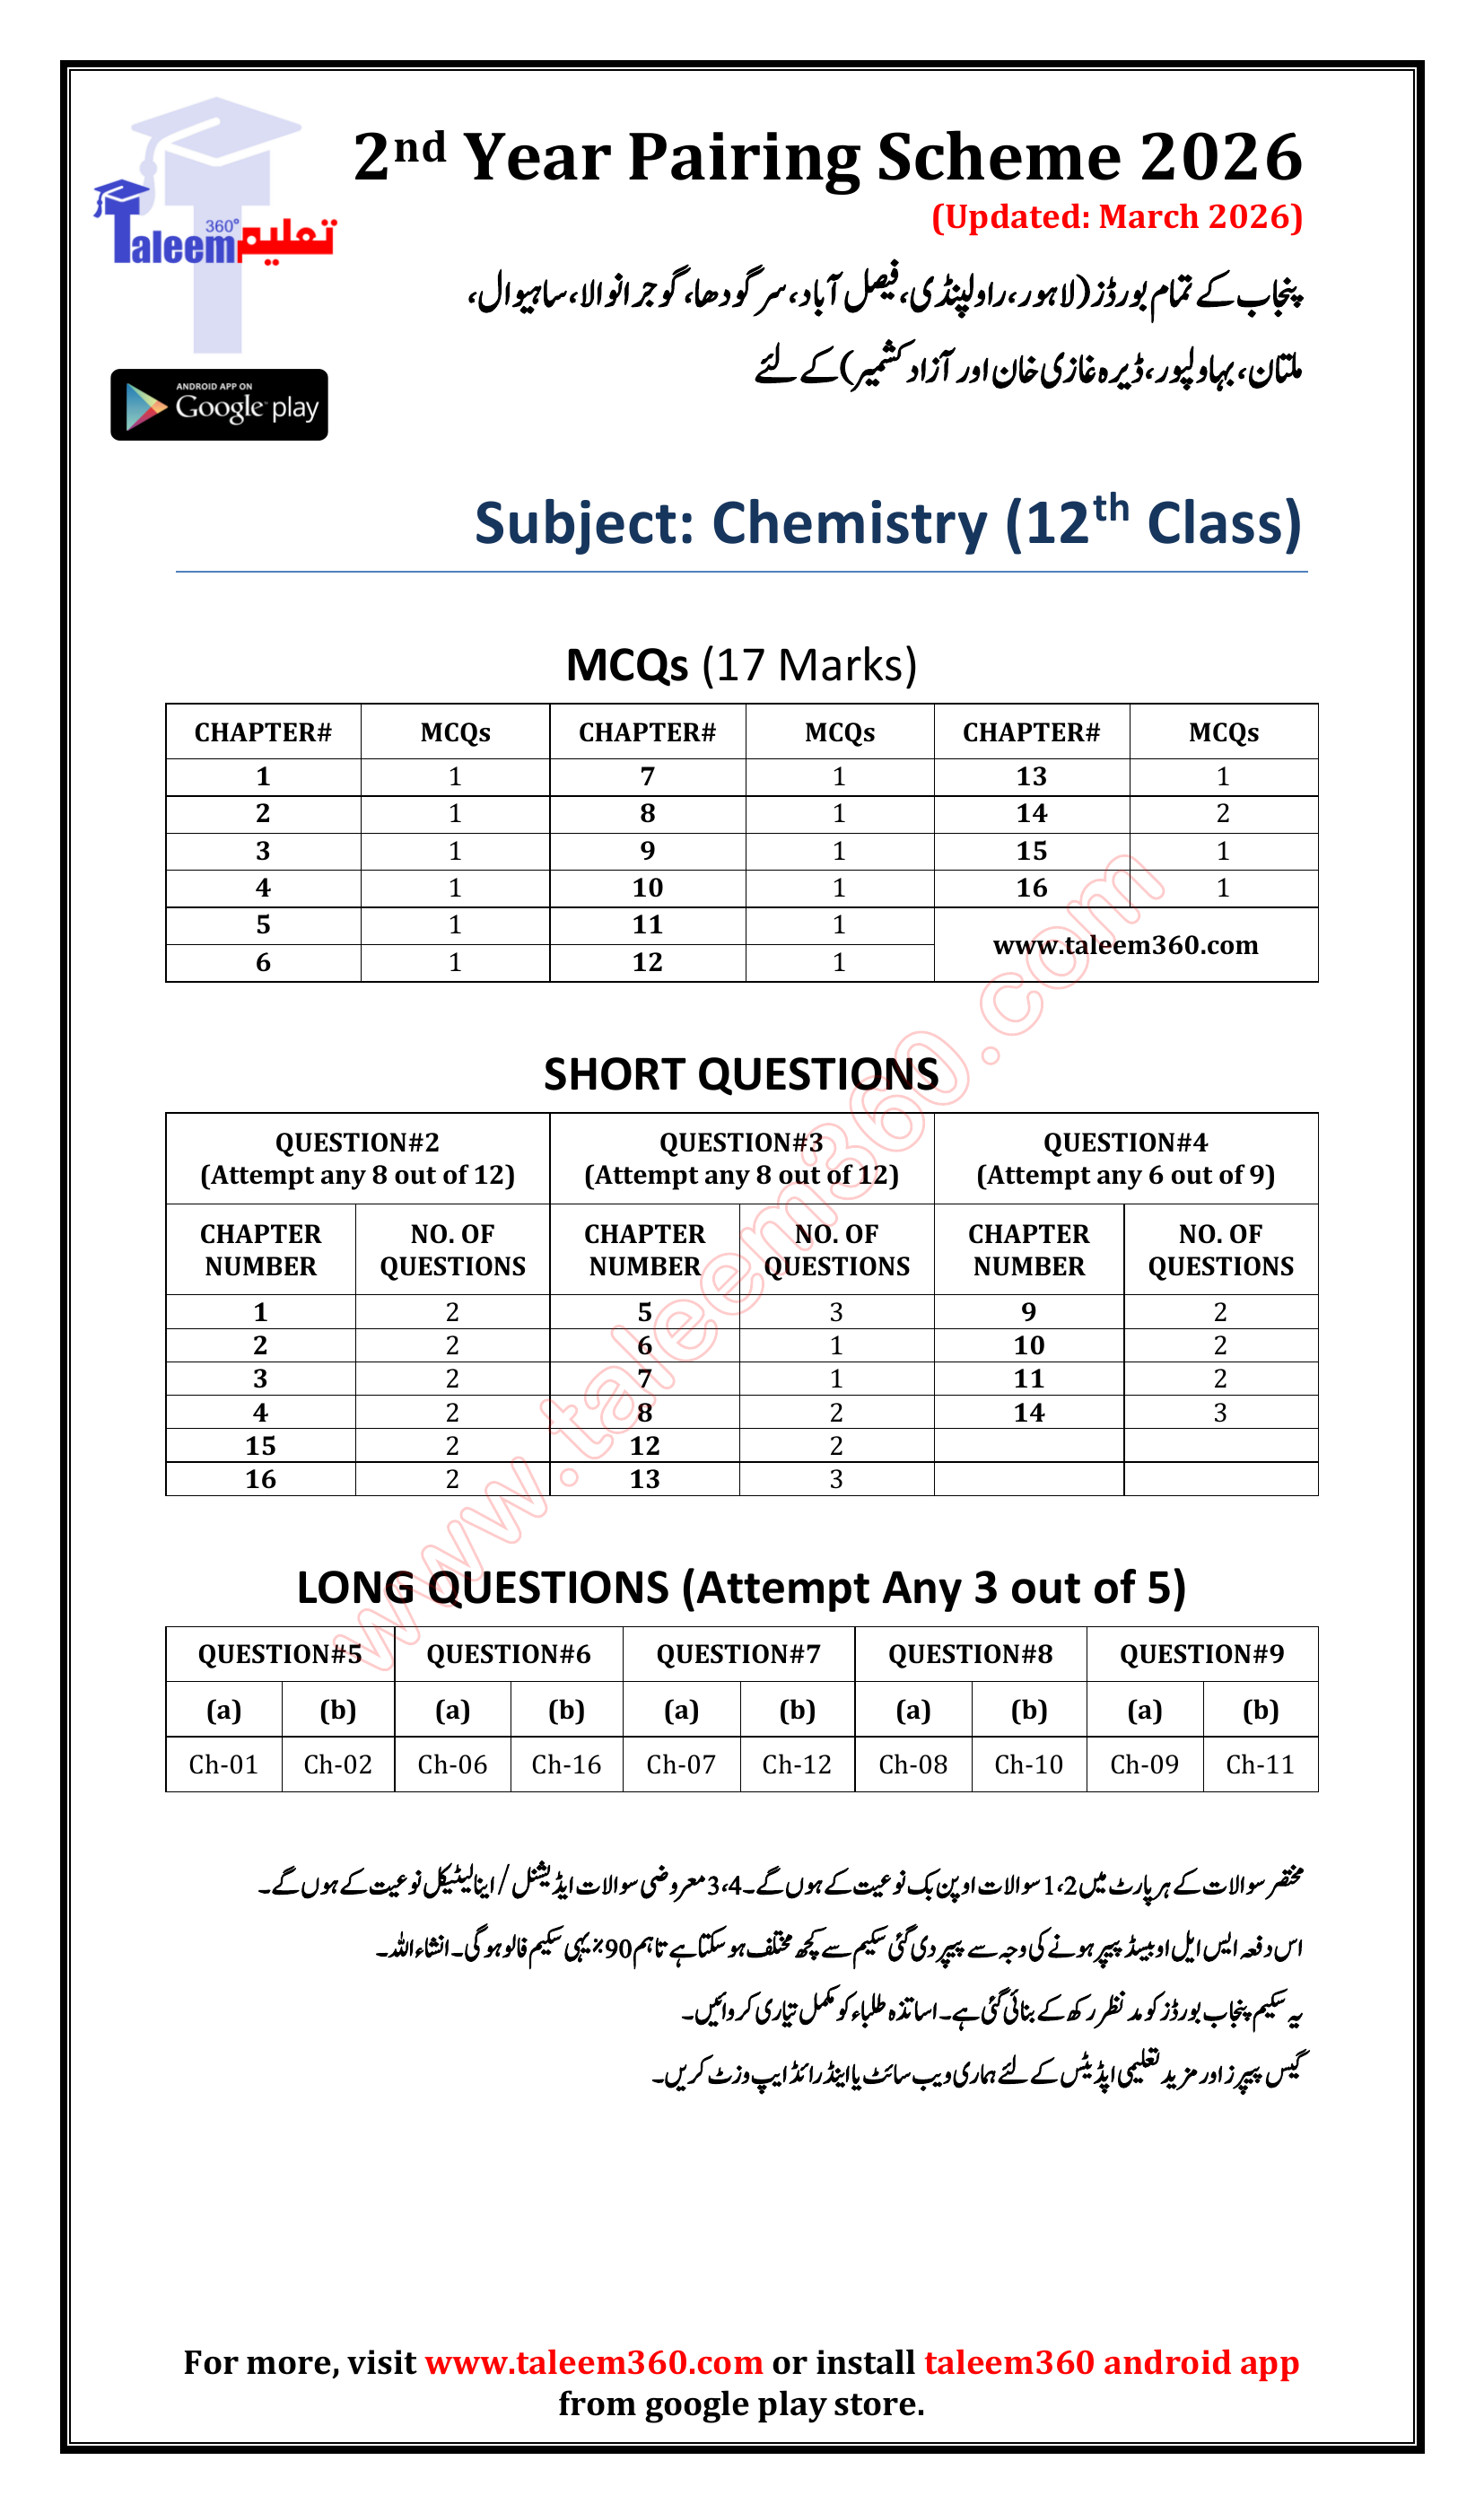 2nd Year Pairing Scheme 2026
(Updated: March 2026)
360°
Taleem تعلیم
پنجاب کے تمام بورڈز (لاہور، راولپنڈی، فیصل آباد، سرگودھا، گوجرانوالا، ساہیوال،
ملتان، بہاولپور، ڈیرہ غازی خان اور آزاد کشمیر) کے لئے
ANDROID APP ON
Google play
Subject: Chemistry (12th Class)
MCQs (17 Marks)
CHAPTER# MCQs CHAPTER# MCQs CHAPTER# MCQs
1 1 7 1 13 1
2 1 8 1 14 2
3 1 9 1 15 1
4 1 10 1 16 1
5 1 11 1
www.taleem360.com
6 1 12 1
SHORT QUESTIONS
QUESTION#2 QUESTION#3 QUESTION#4
(Attempt any 8 out of 12) (Attempt any 8 out of 12) (Attempt any 6 out of 9)
CHAPTER NO. OF CHAPTER NO. OF CHAPTER NO. OF
NUMBER QUESTIONS NUMBER QUESTIONS NUMBER QUESTIONS
1 2 5 3 9 2
2 2 6 1 10 2
3 2 7 1 11 2
4 2 8 2 14 3
15 2 12 2
16 2 13 3
LONG QUESTIONS (Attempt Any 3 out of 5)
QUESTION#5 QUESTION#6 QUESTION#7 QUESTION#8 QUESTION#9
(a) (b) (a) (b) (a) (b) (a) (b) (a) (b)
Ch-01 Ch-02 Ch-06 Ch-16 Ch-07 Ch-12 Ch-08 Ch-10 Ch-09 Ch-11
مختصر سوالات کے ہر پارٹ میں 1،2 سوالات اوپن بک نوعیت کے ہوں گے۔ 3،4 معروضی سوالات ایڈیشنل / اینالیٹیکل نوعیت کے ہوں گے۔
اس دفعہ ایس ایل او بیسڈ پیپر ہونے کی وجہ سے پیپر دی گئی سکیم سے کچھ مختلف ہو سکتا ہے تاہم 90٪ یہی سکیم فالو ہو گی۔ انشاءاللہ۔
یہ سکیم پنجاب بورڈز کو مد نظر رکھ کے بنائی گئی ہے۔ اساتذہ طلباء کو مکمل تیاری کروائیں۔
گیس پیپرز اور مزید تعلیمی اپڈیٹس کے لئے ہماری ویب سائٹ یا اینڈرائڈ ایپ وزٹ کریں۔
www.taleem360.com
For more, visit www.taleem360.com or install taleem360 android app
from google play store.